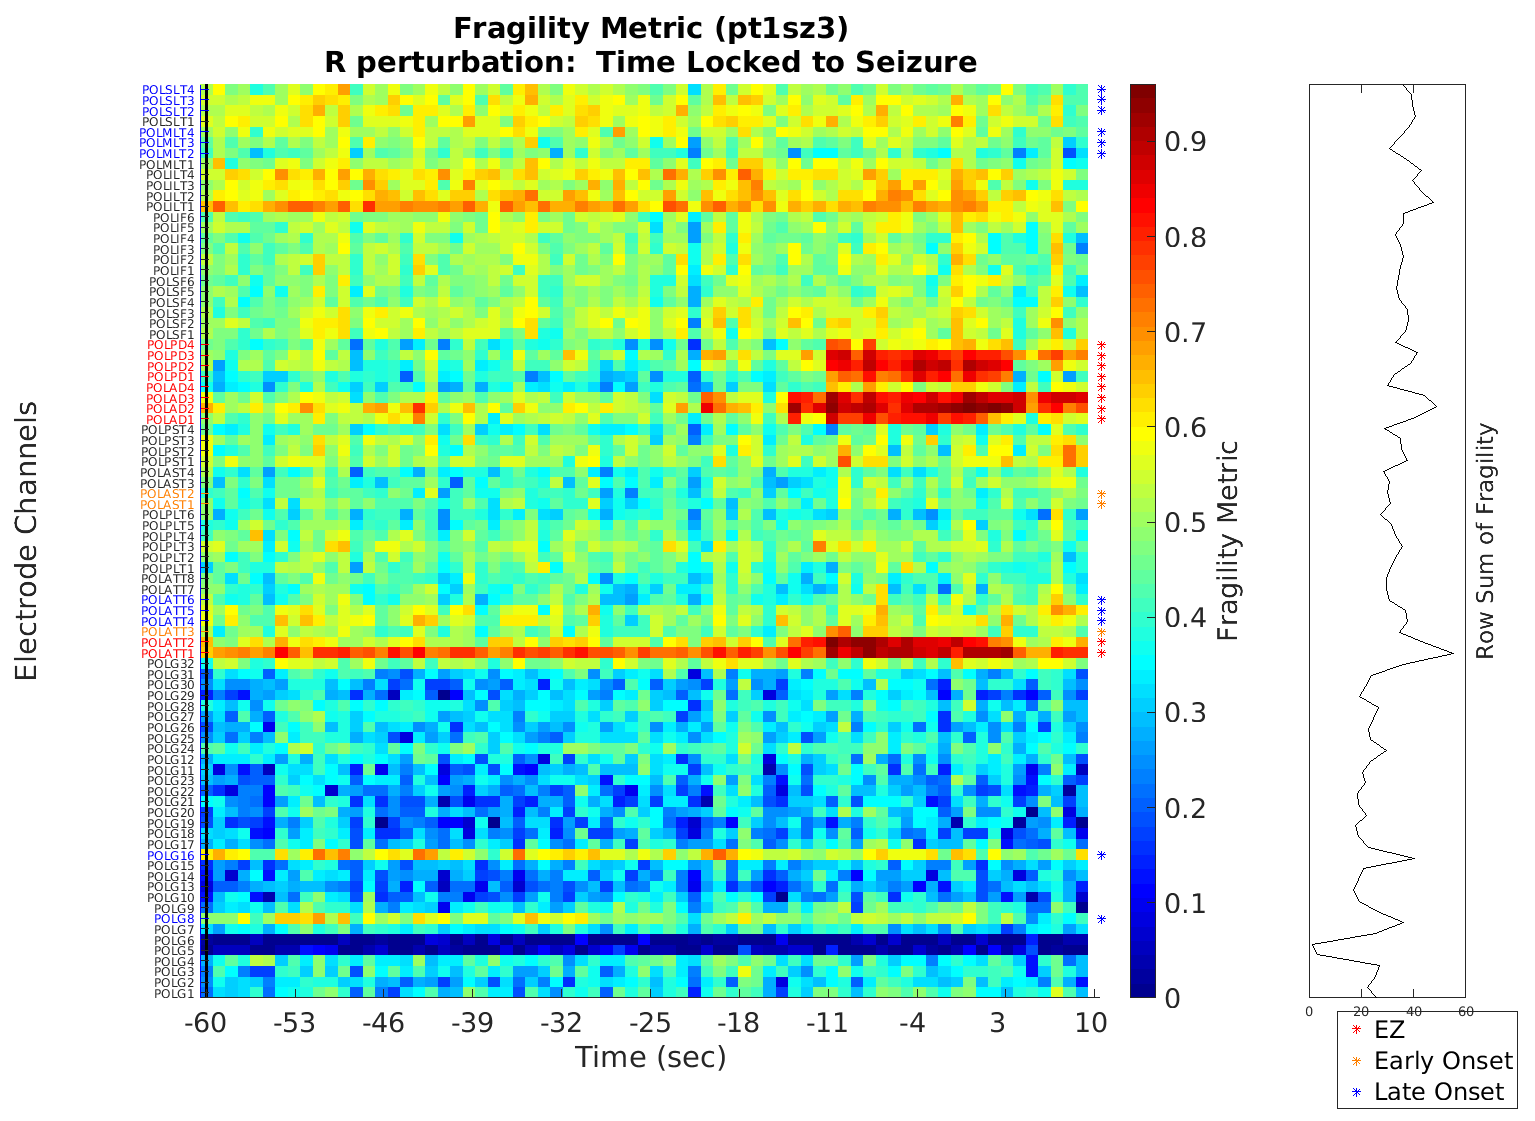 Fragility Metric (pt1sz3)
R perturbation: Time Locked to Seizure
Electrode Channels
POLSLT4
POLSLT3
POLSLT2
POLSLT1
POLMLT4
POLMLT3
POLMLT2
POLMLT1
POLILT4
POLILT3
POLILT2
POLILT1
POLIF6
POLIF5
POLIF4
POLIF3
POLIF2
POLIF1
POLSF6
POLSF5
POLSF4
POLSF3
POLSF2
POLSF1
POLPD4
POLPD3
POLPD2
POLPD1
POLAD4
POLAD3
POLAD2
POLAD1
POLPST4
POLPST3
POLPST2
POLPST1
POLAST4
POLAST3
POLAST2
POLAST1
POLPLT6
POLPLT5
POLPLT4
POLPLT3
POLPLT2
POLPLT1
POLATT8
POLATT7
POLATT6
POLATT5
POLATT4
POLATT3
POLATT2
POLATT1
POLG32
POLG31
POLG30
POLG29
POLG28
POLG27
POLG26
POLG25
POLG24
POLG12
POLG11
POLG23
POLG22
POLG21
POLG20
POLG19
POLG18
POLG17
POLG16
POLG15
POLG14
POLG13
POLG10
POLG9
POLG8
POLG7
POLG6
POLG5
POLG4
POLG3
POLG2
POLG1
-60 -53 -46 -39 -32 -25 -18 -11 -4 3 10
Time (sec)
0.9
0.8
0.7
0.6
0.5
0.4
0.3
0.2
0.1
0
Fragility Metric
0 20 40 60
Row Sum of Fragility
EZ
Early Onset
Late Onset